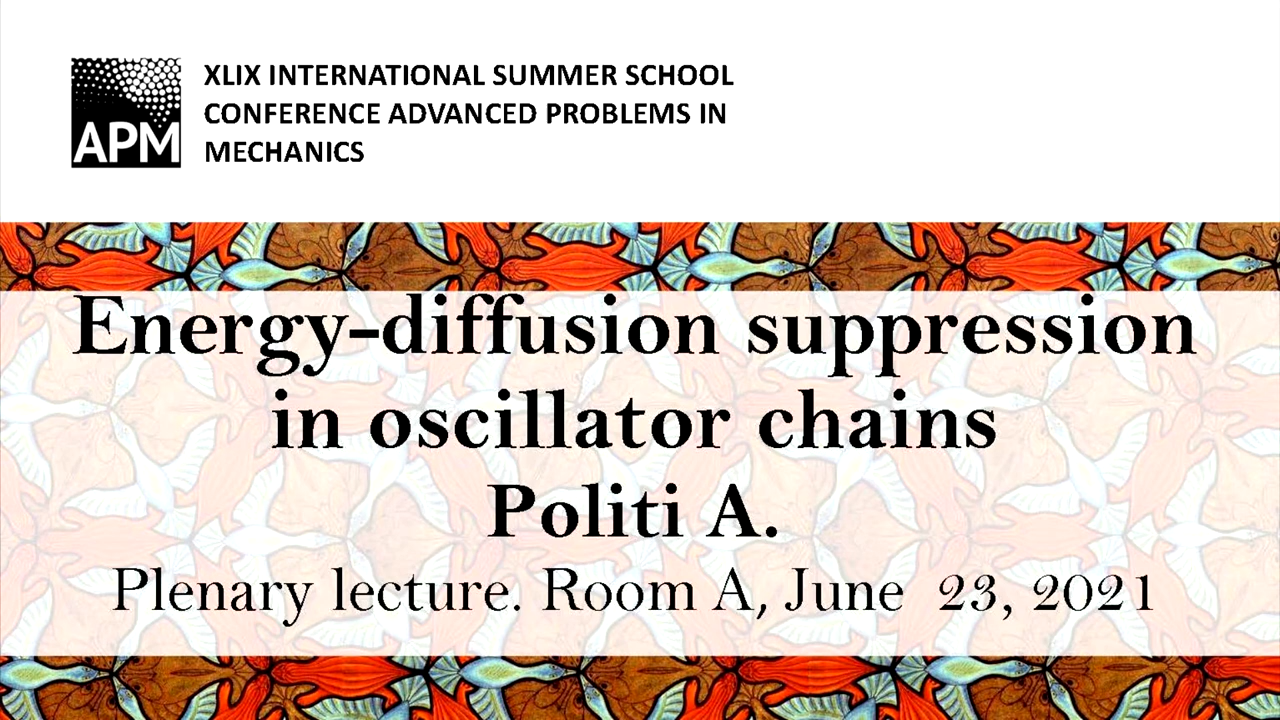 APM
XLIX INTERNATIONAL SUMMER SCHOOL
CONFERENCE ADVANCED PROBLEMS IN
MECHANICS
Energy-diffusion suppression
in oscillator chains
Politi A.
Plenary lecture. Room A, June 23, 2021